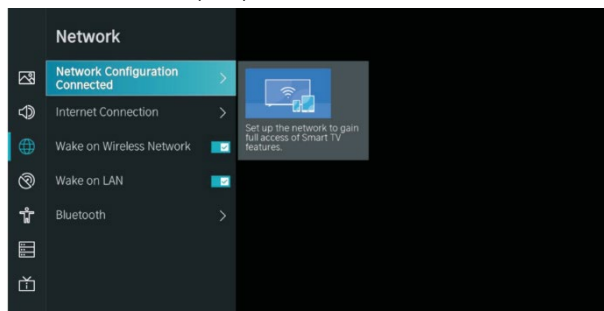 Network
Network Configuration
Connected
Internet Connection
Wake on Wireless Network
Wake on LAN
Bluetooth
Set up the network to gain
full access of Smart TV
features.